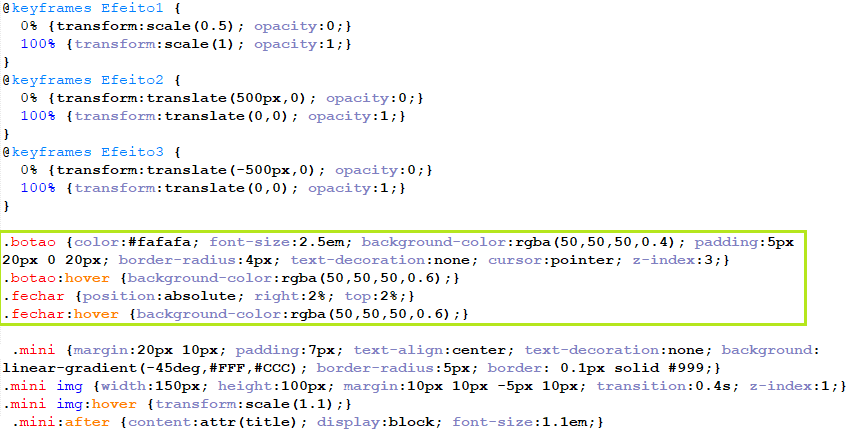 @keyframes Efeito1 {
  0% {transform:scale(0.5); opacity:0;}
  100% {transform:scale(1); opacity:1;}
}
@keyframes Efeito2 {
  0% {transform:translate(500px,0); opacity:0;}
  100% {transform:translate(0,0); opacity:1;}
}
@keyframes Efeito3 {
  0% {transform:translate(-500px,0); opacity:0;}
  100% {transform:translate(0,0); opacity:1;}
}
.botao {color:#fafafa; font-size:2.5em; background-color:rgba(50,50,50,0.4); padding:5px
20px 0 20px; border-radius:4px; text-decoration:none; cursor:pointer; z-index:3;}
.botao:hover {background-color:rgba(50,50,50,0.6);}
.fechar {position:absolute; right:2%; top:2%;}
.fechar:hover {background-color:rgba(50,50,50,0.6);}
 .mini {margin:20px 10px; padding:7px; text-align:center; text-decoration:none; background:
linear-gradient(-45deg,#FFF,#CCC); border-radius:5px; border: 0.1px solid #999;}
.mini img {width:150px; height:100px; margin:10px 10px -5px 10px; transition:0.4s; z-index:1;}
.mini img:hover {transform:scale(1.1);}
 .mini:after {content:attr(title); display:block; font-size:1.1em;}